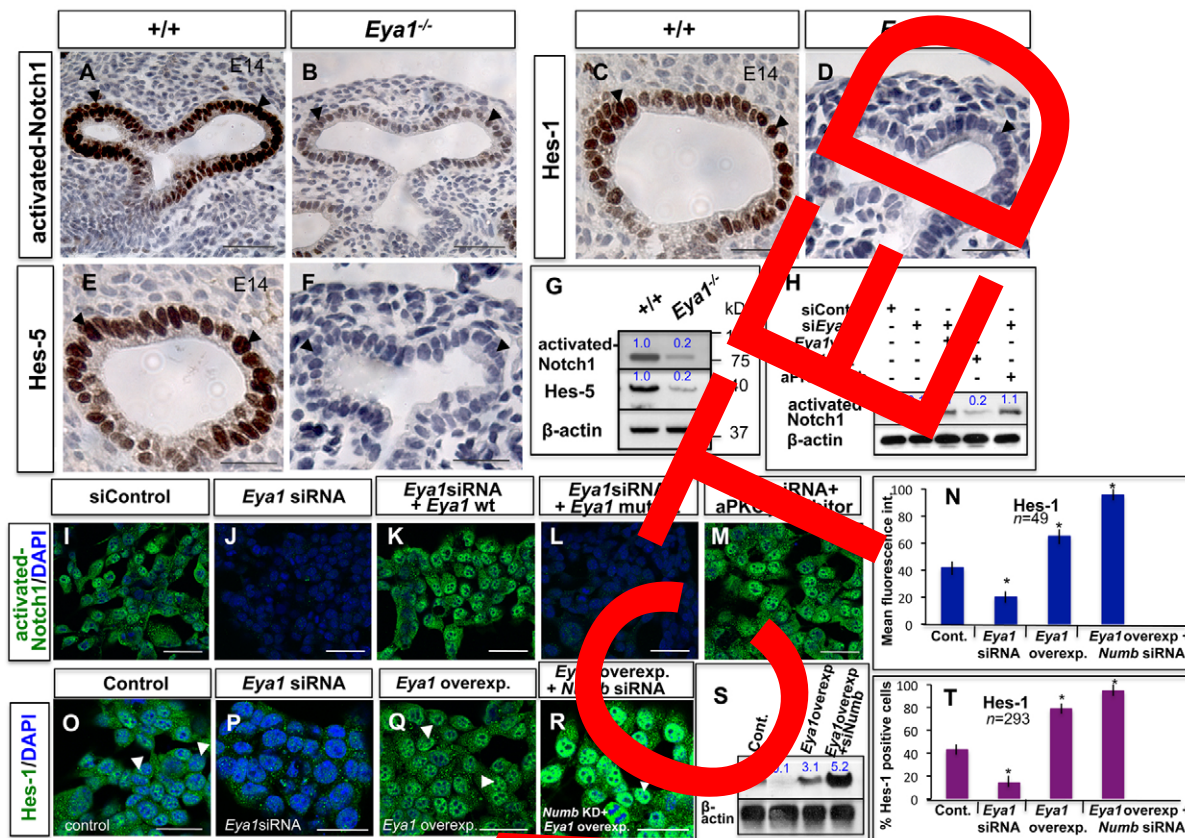 +/+
Eya1-/-
+/+
activated-Notch1
A
E14
B
Hes-1
C
E14
D
Hes-5
E
E14
F
G
+/+
Eya1-/-
activated-
Notch1
1.0
0.2
75
Hes-5
1.0
0.2
40
β-actin
37
H
siCont
+ - - - -
activated
Notch1
0.2
1.1
β-actin
siControl
Eya1 siRNA
Eya1siRNA
+ Eya1 wt
Eya1siRNA
+ Eya1
activated-
Notch1/DAPI
I
J
K
L
M
N
Hes-1
n=49
Mean fluorescence int.
100
80
60
40
20
0
*
*
*
Cont.
Eya1
siRNA
Eya1
overexp.
Eya1 overexp +
Numb siRNA
Control
Eya1 siRNA
Eya1 overexp.
overexp.
siRNA
Hes-1/DAPI
O
control
P
Eya1siRNA
Q
Eya1 overexp.
R
Numb KD+
Eya1 overexp.
S
Cont.
Eya1overexp
Eya1overexp
+siNumb
3.1
5.2
β-
actin
T
Hes-1
n=293
% Hes-1 positive cells
100
80
60
40
20
0
*
*
*
Cont.
Eya1
siRNA
Eya1
overexp.
Eya1 overexp +
Numb siRNA